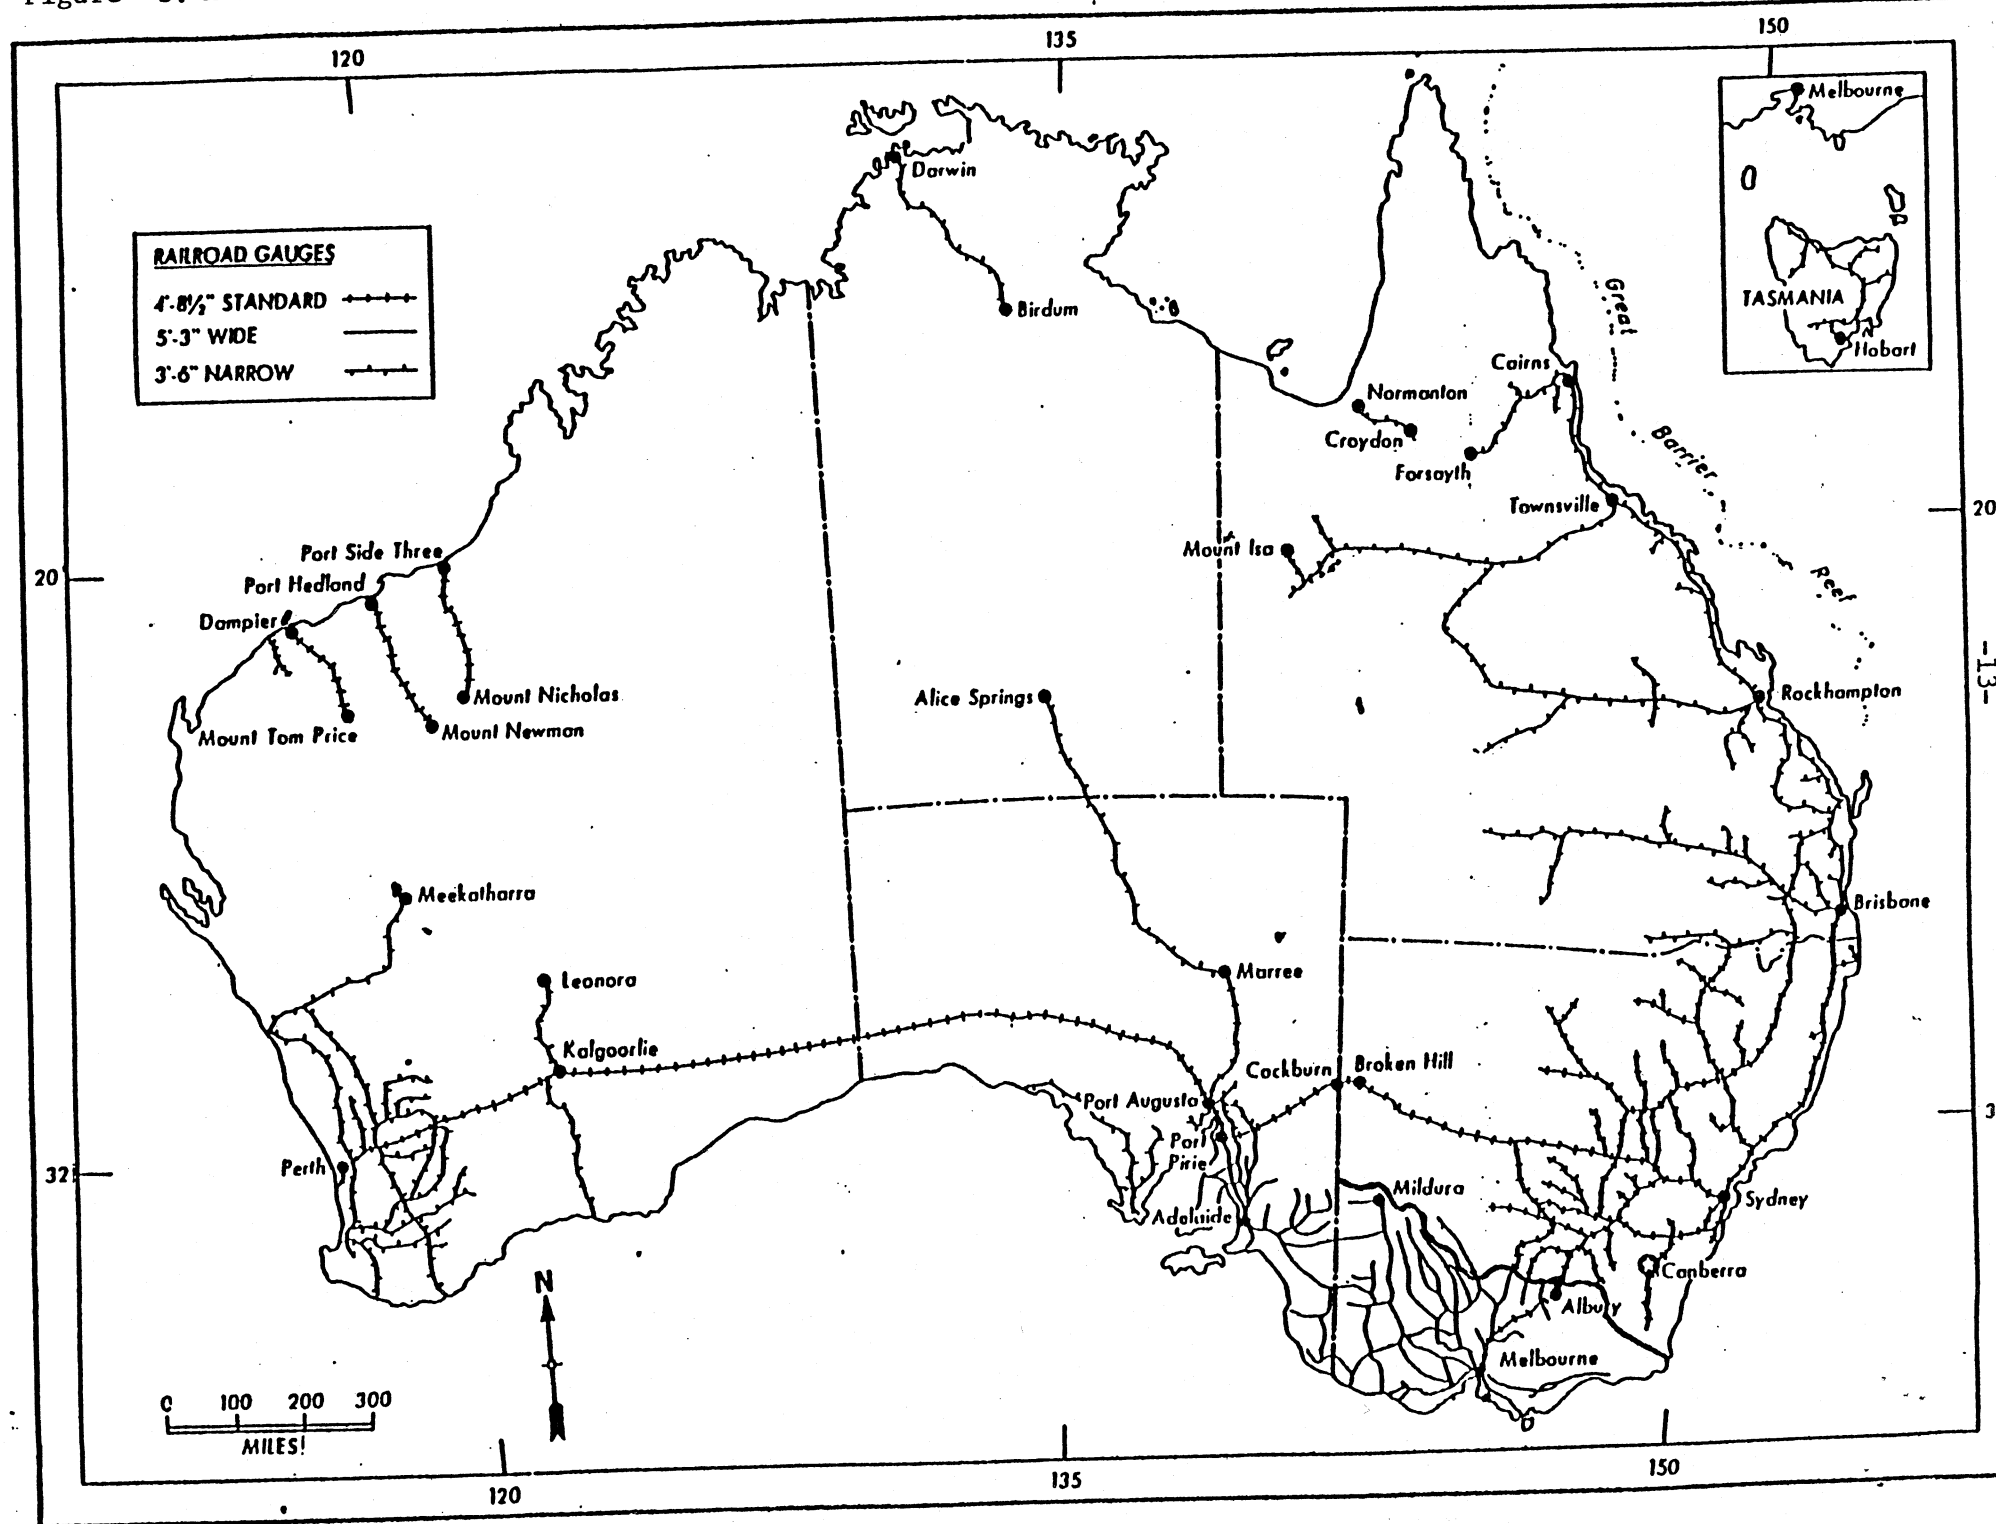 120
135
150
Melbourne
TASMANIA
Hobart
Darwin
Birdum
RAILROAD GAUGES
4'-8½" STANDARD
5'-3" WIDE
3'-6" NARROW
Great
Barrier
Reef
Cairns
Normanton
Croydon
Forsayth
Townsville
20
20
Mount Isa
Port Side Three
Port Hedland
Dampier
Mount Nicholas
Mount Newman
Mount Tom Price
Alice Springs
Rockhampton
-13-
Meekatharra
Brisbane
Leonora
Marree
Kalgoorlie
Cockburn
Broken Hill
Port Augusta
Port
Pirie
Perth
32
3
Mildura
Adelaide
Sydney
Canberra
Albury
Melbourne
N
0 100 200 300
MILES
120
135
150